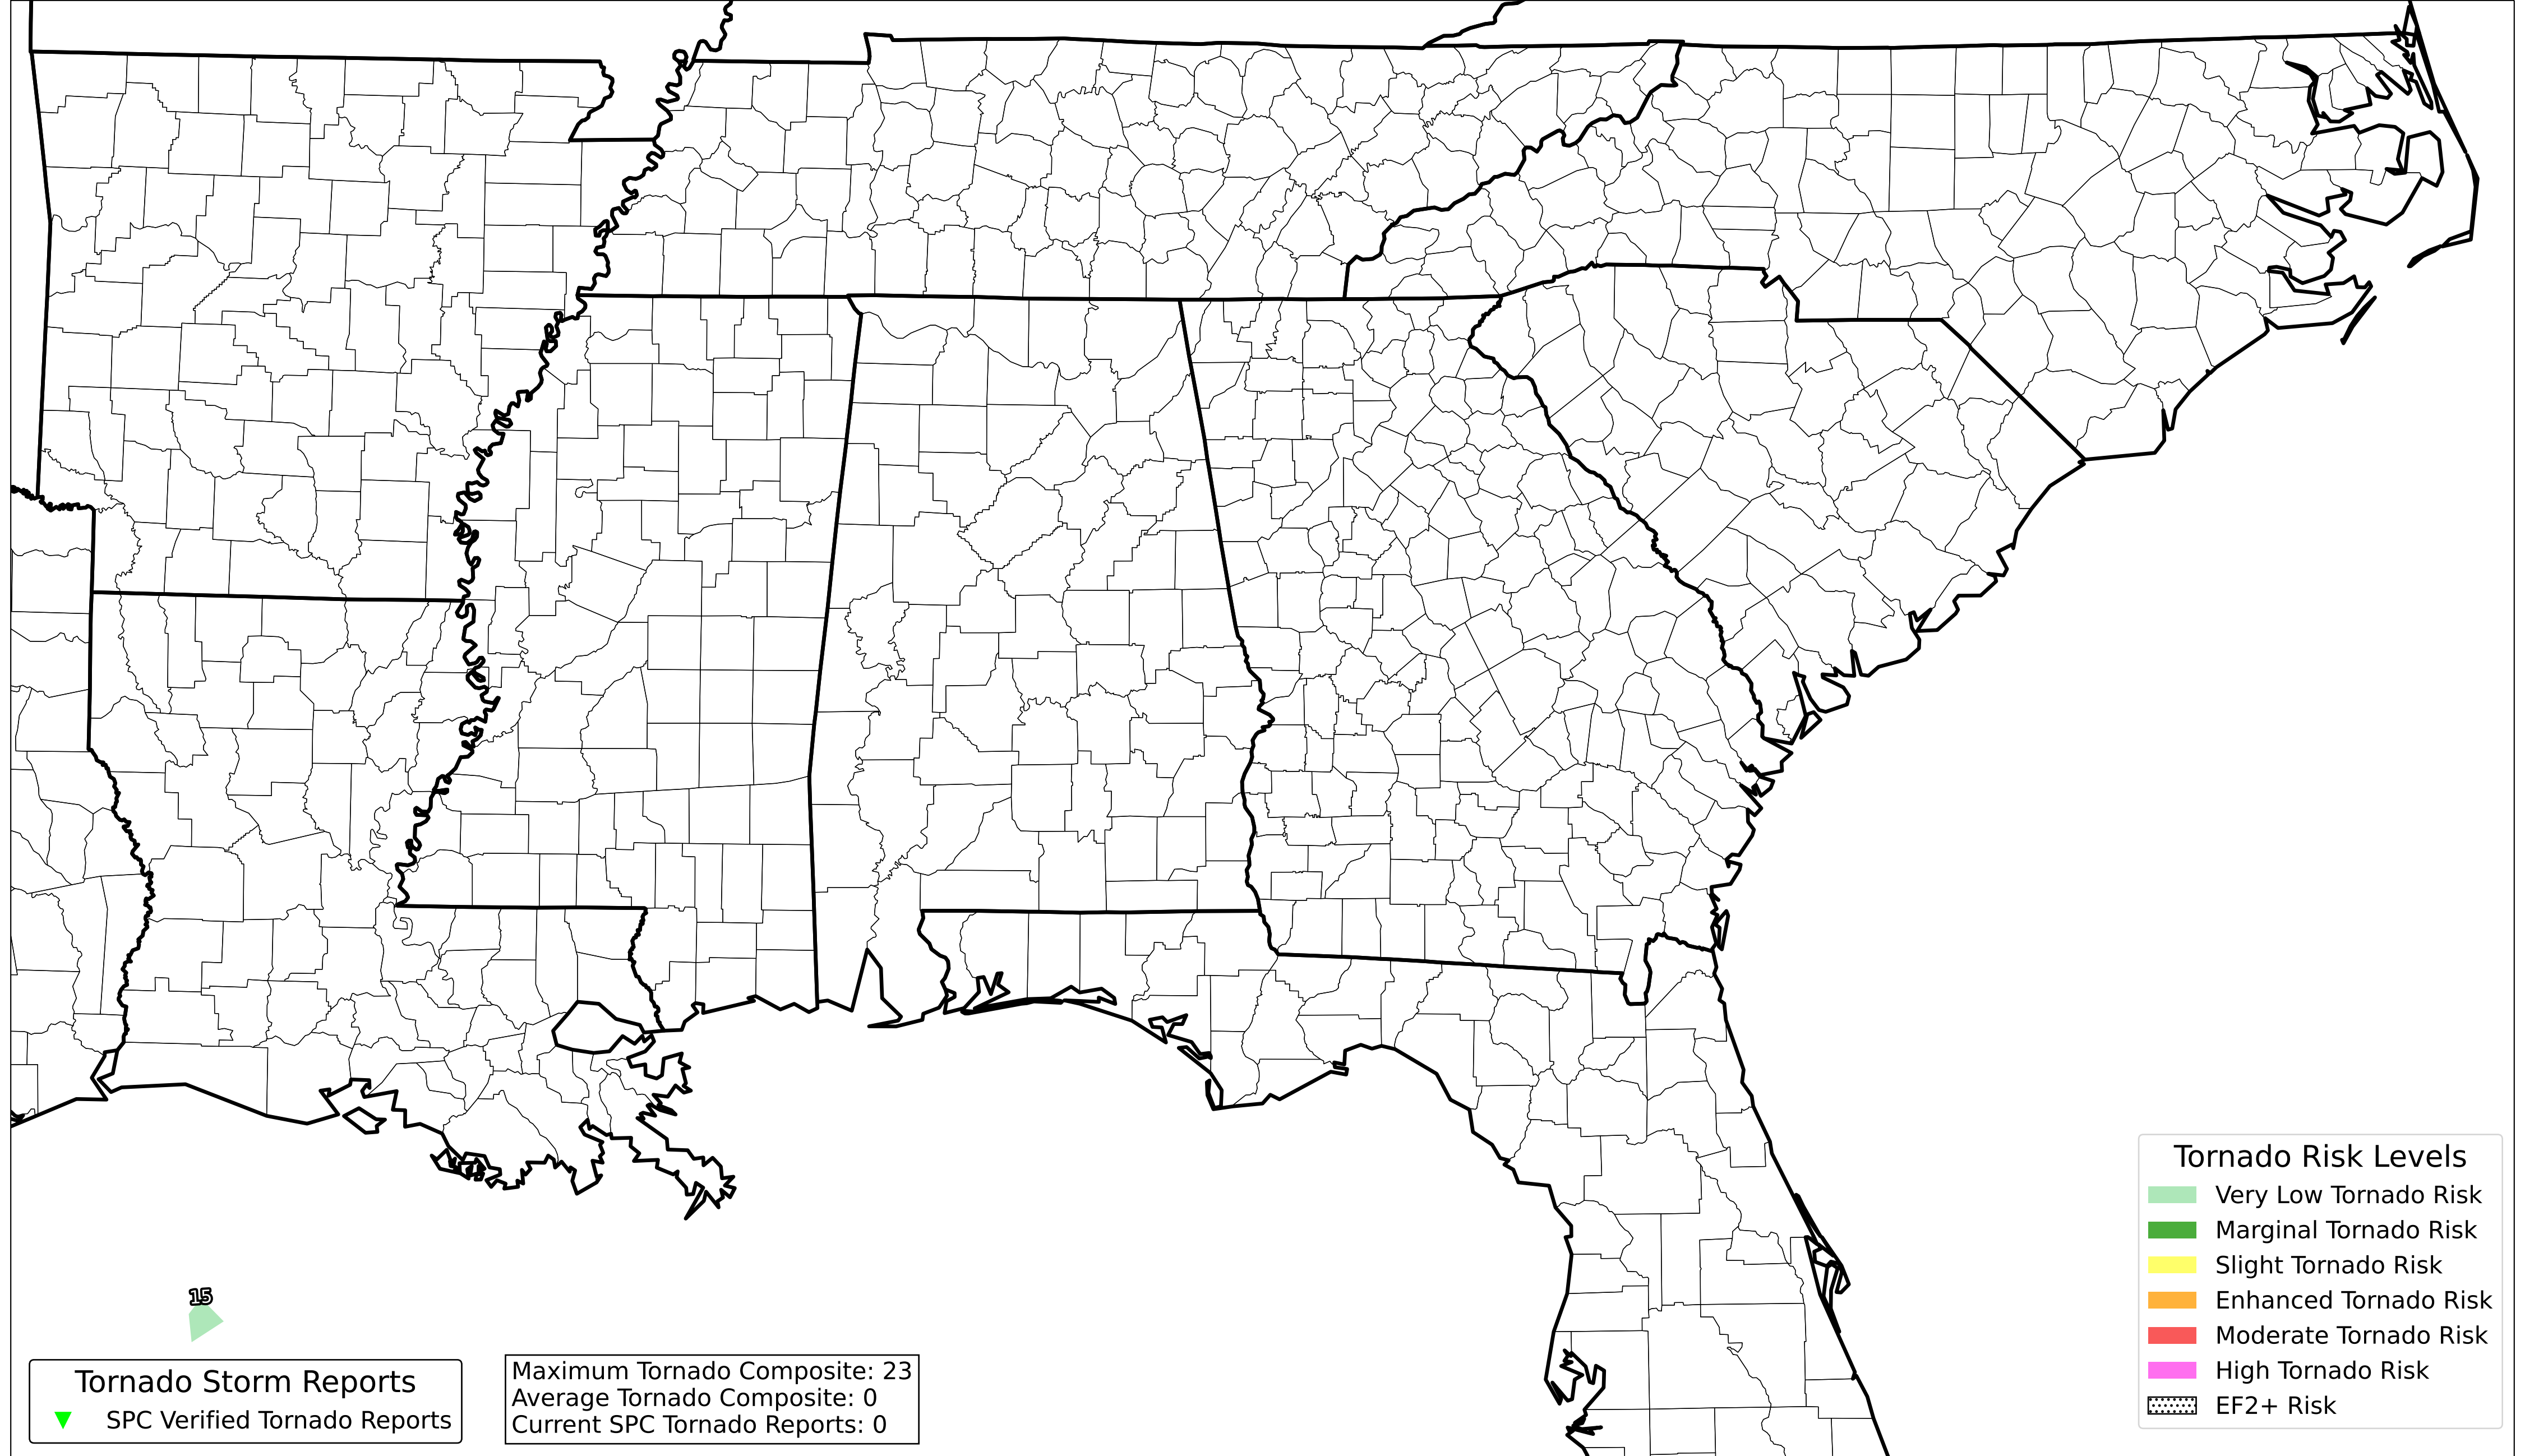 15
Tornado Storm Reports
SPC Verified Tornado Reports
Maximum Tornado Composite: 23
Average Tornado Composite: 0
Current SPC Tornado Reports: 0
Tornado Risk Levels
Very Low Tornado Risk
Marginal Tornado Risk
Slight Tornado Risk
Enhanced Tornado Risk
Moderate Tornado Risk
High Tornado Risk
EF2+ Risk